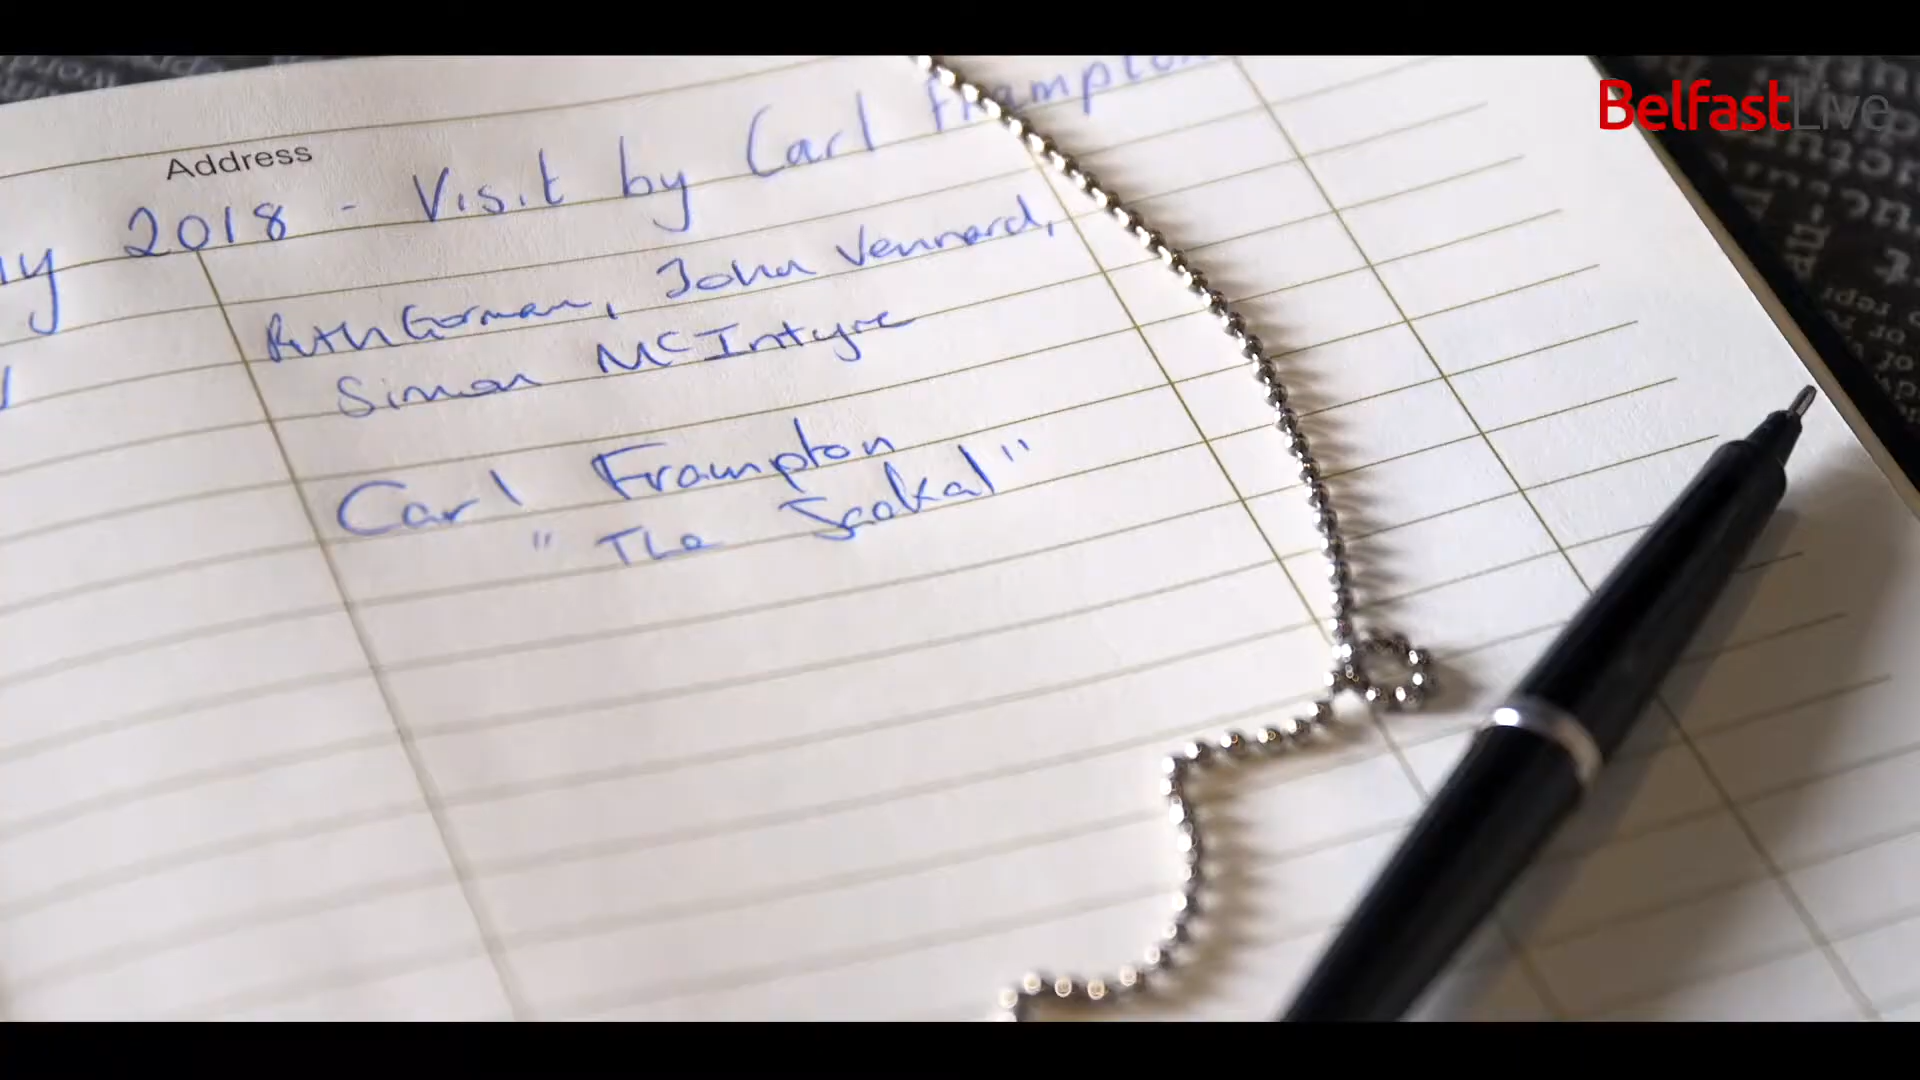 BelfastLive
Address
2018 - Visit by Carl Frampton
Ruth Gorman, John Vennard,
Simon McIntyre
Carl Frampton
" The Jackal "